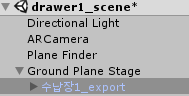 drawer1_scene*
Directional Light
ARCamera
Plane Finder
Ground Plane Stage
수납장1_export